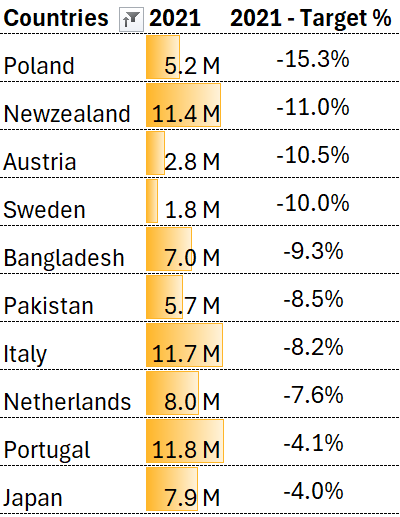 Countries 2021 2021 - Target %
Poland 5.2 M -15.3%
Newzealand 11.4 M -11.0%
Austria 2.8 M -10.5%
Sweden 1.8 M -10.0%
Bangladesh 7.0 M -9.3%
Pakistan 5.7 M -8.5%
Italy 11.7 M -8.2%
Netherlands 8.0 M -7.6%
Portugal 11.8 M -4.1%
Japan 7.9 M -4.0%